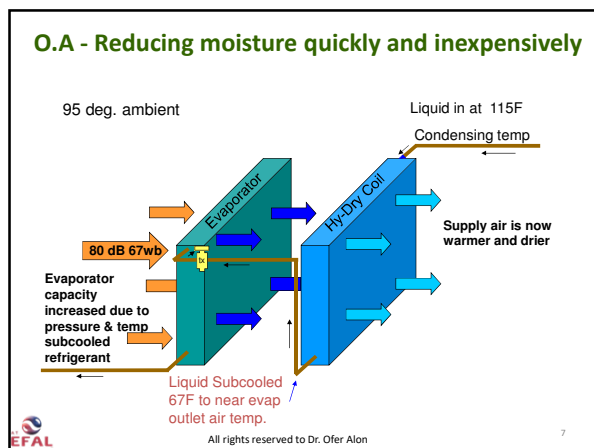 O.A - Reducing moisture quickly and inexpensively
95 deg. ambient
Liquid in at 115F
Condensing temp
Evaporator
Hy-Dry Coil
80 dB 67wb
tx
Supply air is now
warmer and drier
Evaporator
capacity
increased due to
pressure & temp
subcooled
refrigerant
Liquid Subcooled
67F to near evap
outlet air temp.
EFAL
All rights reserved to Dr. Ofer Alon
7